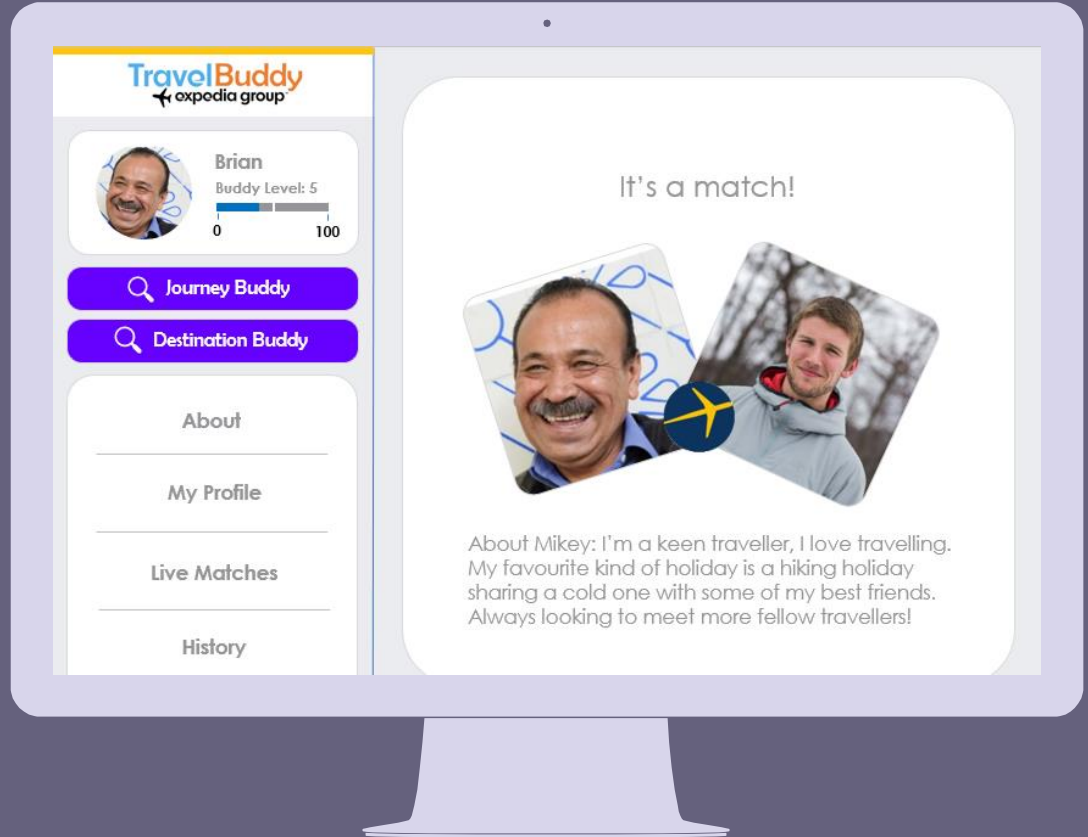 TravelBuddy
expedia group
Brian
Buddy Level: 5
0 100
Journey Buddy
Destination Buddy
About
My Profile
Live Matches
History
It's a match!
About Mikey: I'm a keen traveller, I love travelling.
My favourite kind of holiday is a hiking holiday
sharing a cold one with some of my best friends.
Always looking to meet more fellow travellers!